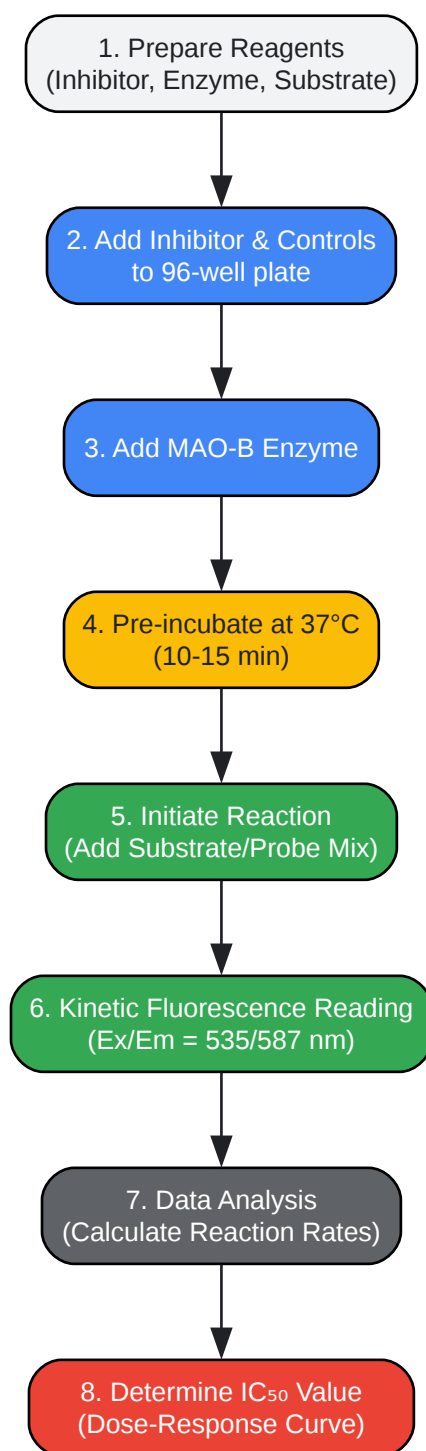 1. Prepare Reagents
(Inhibitor, Enzyme, Substrate)
2. Add Inhibitor & Controls
to 96-well plate
3. Add MAO-B Enzyme
4. Pre-incubate at 37°C
(10-15 min)
5. Initiate Reaction
(Add Substrate/Probe Mix)
6. Kinetic Fluorescence Reading
(Ex/Em = 535/587 nm)
7. Data Analysis
(Calculate Reaction Rates)
8. Determine IC₅₀ Value
(Dose-Response Curve)